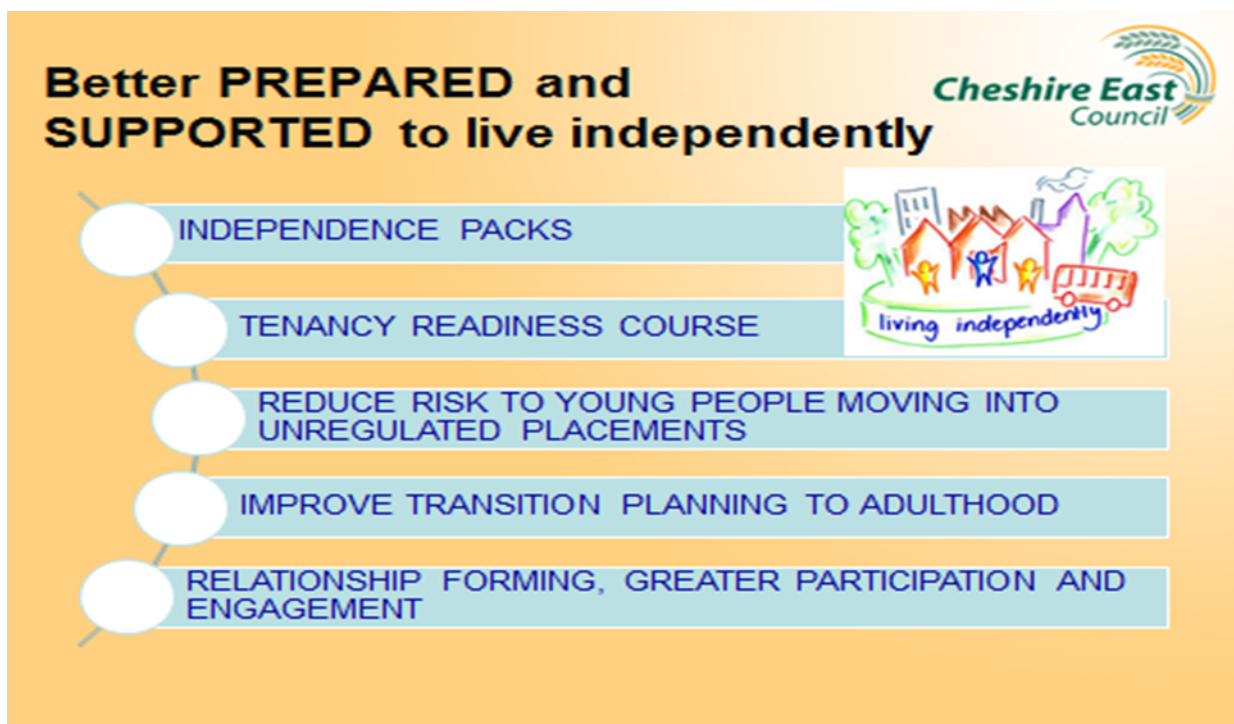 Better PREPARED and
SUPPORTED to live independently
Cheshire East
Council
INDEPENDENCE PACKS
living independently
TENANCY READINESS COURSE
REDUCE RISK TO YOUNG PEOPLE MOVING INTO
UNREGULATED PLACEMENTS
IMPROVE TRANSITION PLANNING TO ADULTHOOD
RELATIONSHIP FORMING, GREATER PARTICIPATION AND
ENGAGEMENT